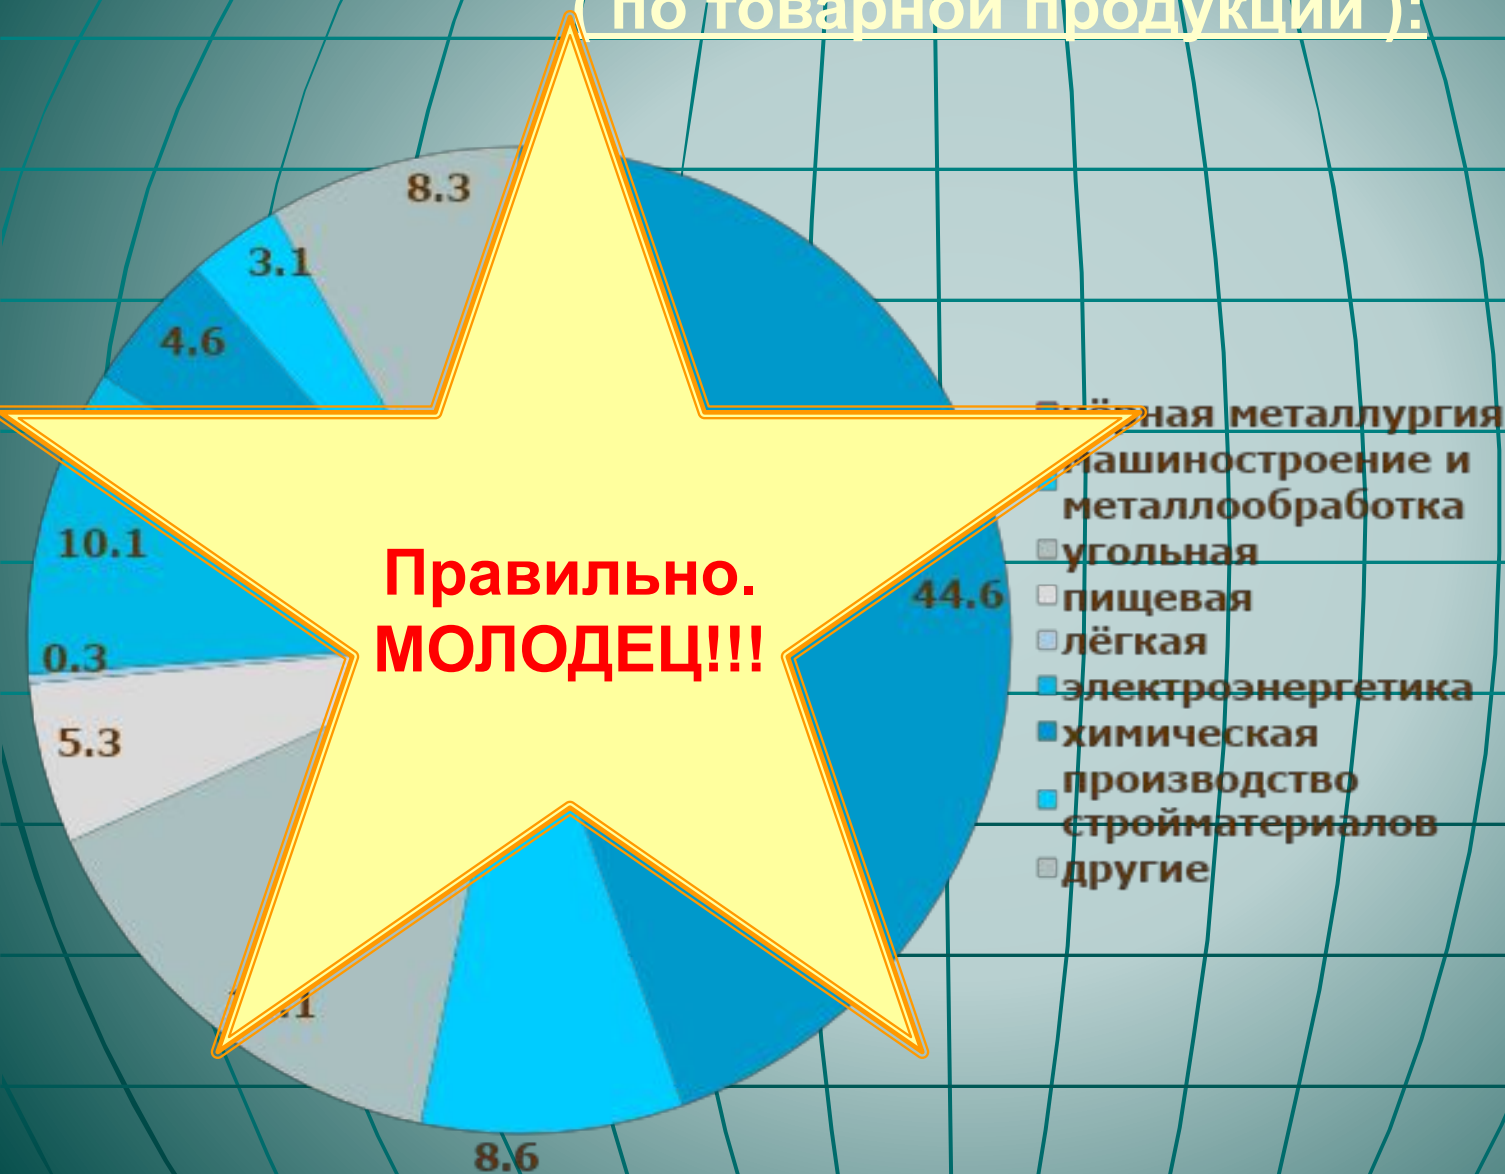 ( по товарной продукции ):
8.3
3.1
4.6
10.1
0.3
5.3
8.6
44.6
Правильно.
МОЛОДЕЦ!!!
металлургия
машиностроение и
металлообработка
угольная
пищевая
лёгкая
электроэнергетика
химическая
производство
стройматериалов
другие